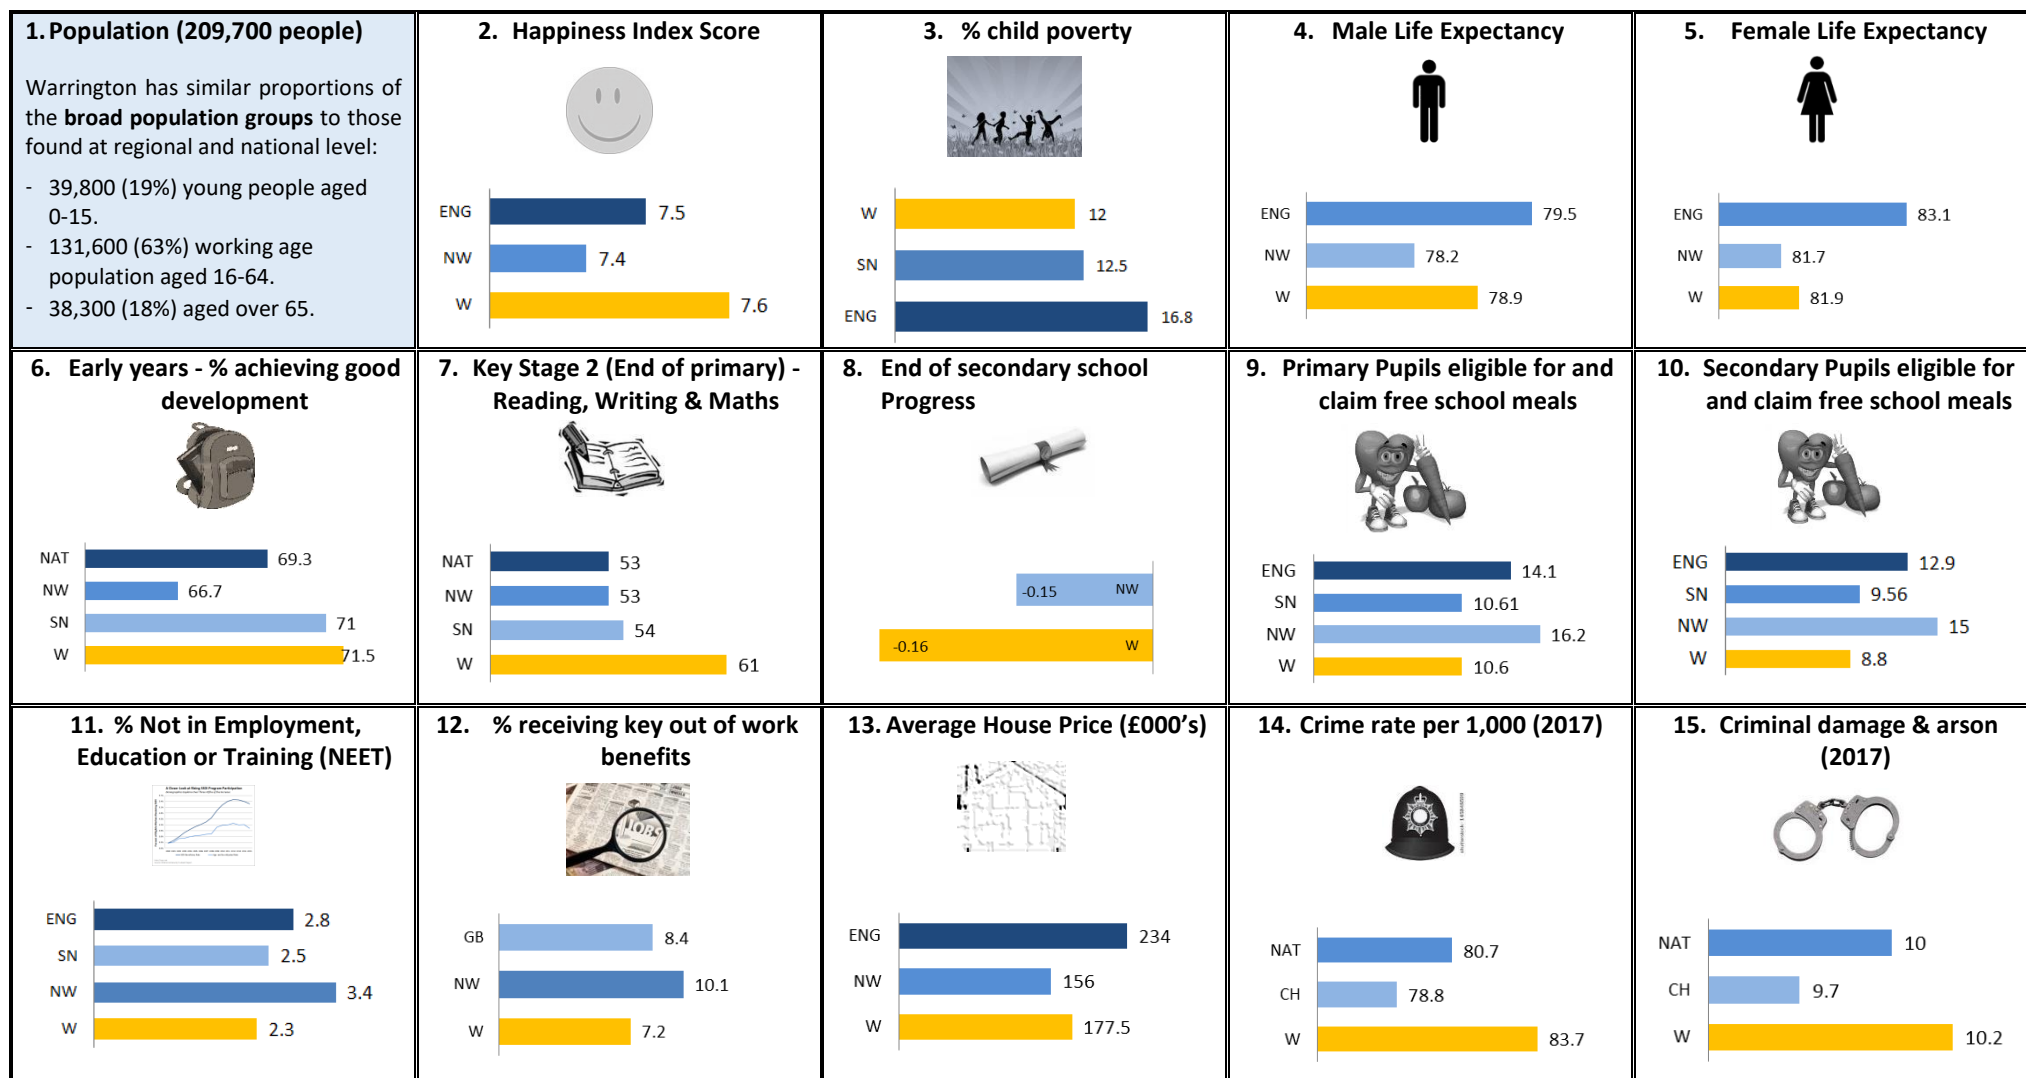 1. Population (209,700 people)
Warrington has similar proportions of
the broad population groups to those
found at regional and national level:
- 39,800 (19%) young people aged
0-15.
- 131,600 (63%) working age
population aged 16-64.
- 38,300 (18%) aged over 65.
2. Happiness Index Score
ENG 7.5
NW 7.4
W 7.6
3. % child poverty
W 12
SN 12.5
ENG 16.8
4. Male Life Expectancy
ENG 79.5
NW 78.2
W 78.9
5. Female Life Expectancy
ENG 83.1
NW 81.7
W 81.9
6. Early years - % achieving good
development
NAT 69.3
NW 66.7
SN 71
W 71.5
7. Key Stage 2 (End of primary) -
Reading, Writing & Maths
NAT 53
NW 53
SN 54
W 61
8. End of secondary school
Progress
-0.15 NW
-0.16 W
9. Primary Pupils eligible for and
claim free school meals
ENG 14.1
SN 10.61
NW 16.2
W 10.6
10. Secondary Pupils eligible for
and claim free school meals
ENG 12.9
SN 9.56
NW 15
W 8.8
11. % Not in Employment,
Education or Training (NEET)
ENG 2.8
SN 2.5
NW 3.4
W 2.3
12. % receiving key out of work
benefits
JOBS
GB 8.4
NW 10.1
W 7.2
13. Average House Price (£000's)
ENG 234
NW 156
W 177.5
14. Crime rate per 1,000 (2017)
NAT 80.7
CH 78.8
W 83.7
15. Criminal damage & arson
(2017)
NAT 10
CH 9.7
W 10.2